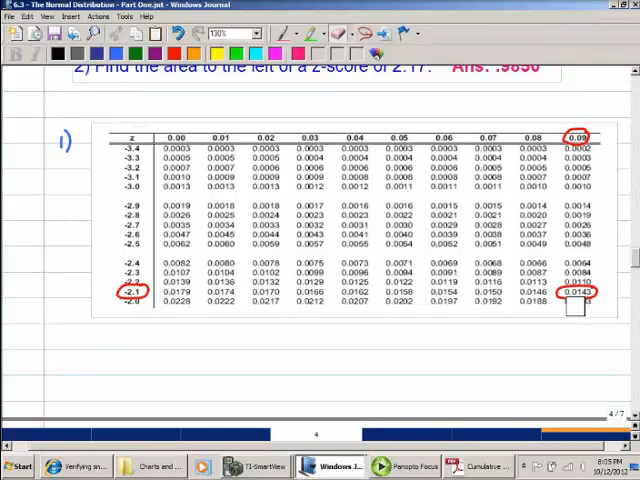 6.3 - The Normal Distribution - Part One.jnt - Windows Journal
File Edit View Insert Actions Tools Help
130%
B I
2) Find the area to the left of a z-score of 2.17. Ans: .9850
1)
z 0.00 0.01 0.02 0.03 0.04 0.05 0.06 0.07 0.08 0.09
-3.4 0.0003 0.0003 0.0003 0.0003 0.0003 0.0003 0.0003 0.0003 0.0003 0.0002
-3.3 0.0005 0.0005 0.0005 0.0004 0.0004 0.0004 0.0004 0.0004 0.0004 0.0003
-3.2 0.0007 0.0007 0.0006 0.0006 0.0006 0.0006 0.0006 0.0005 0.0005 0.0005
-3.1 0.0010 0.0009 0.0009 0.0009 0.0008 0.0008 0.0008 0.0008 0.0007 0.0007
-3.0 0.0013 0.0013 0.0013 0.0012 0.0012 0.0011 0.0011 0.0011 0.0010 0.0010
-2.9 0.0019 0.0018 0.0018 0.0017 0.0016 0.0016 0.0015 0.0015 0.0014 0.0014
-2.8 0.0026 0.0025 0.0024 0.0023 0.0023 0.0022 0.0021 0.0021 0.0020 0.0019
-2.7 0.0035 0.0034 0.0033 0.0032 0.0031 0.0030 0.0029 0.0028 0.0027 0.0026
-2.6 0.0047 0.0045 0.0044 0.0043 0.0041 0.0040 0.0039 0.0038 0.0037 0.0036
-2.5 0.0062 0.0060 0.0059 0.0057 0.0055 0.0054 0.0052 0.0051 0.0049 0.0048
-2.4 0.0082 0.0080 0.0078 0.0075 0.0073 0.0071 0.0069 0.0068 0.0066 0.0064
-2.3 0.0107 0.0104 0.0102 0.0099 0.0096 0.0094 0.0091 0.0089 0.0087 0.0084
-2.2 0.0139 0.0136 0.0132 0.0129 0.0125 0.0122 0.0119 0.0116 0.0113 0.0110
-2.1 0.0179 0.0174 0.0170 0.0166 0.0162 0.0158 0.0154 0.0150 0.0146 0.0143
-2.0 0.0228 0.0222 0.0217 0.0212 0.0207 0.0202 0.0197 0.0192 0.0188
4 / 7
4
Start Verifying sn... Charts and ... TI-SmartView Windows Jour... Panopto Focus Cumulative ...
8:05 PM
10/12/2012